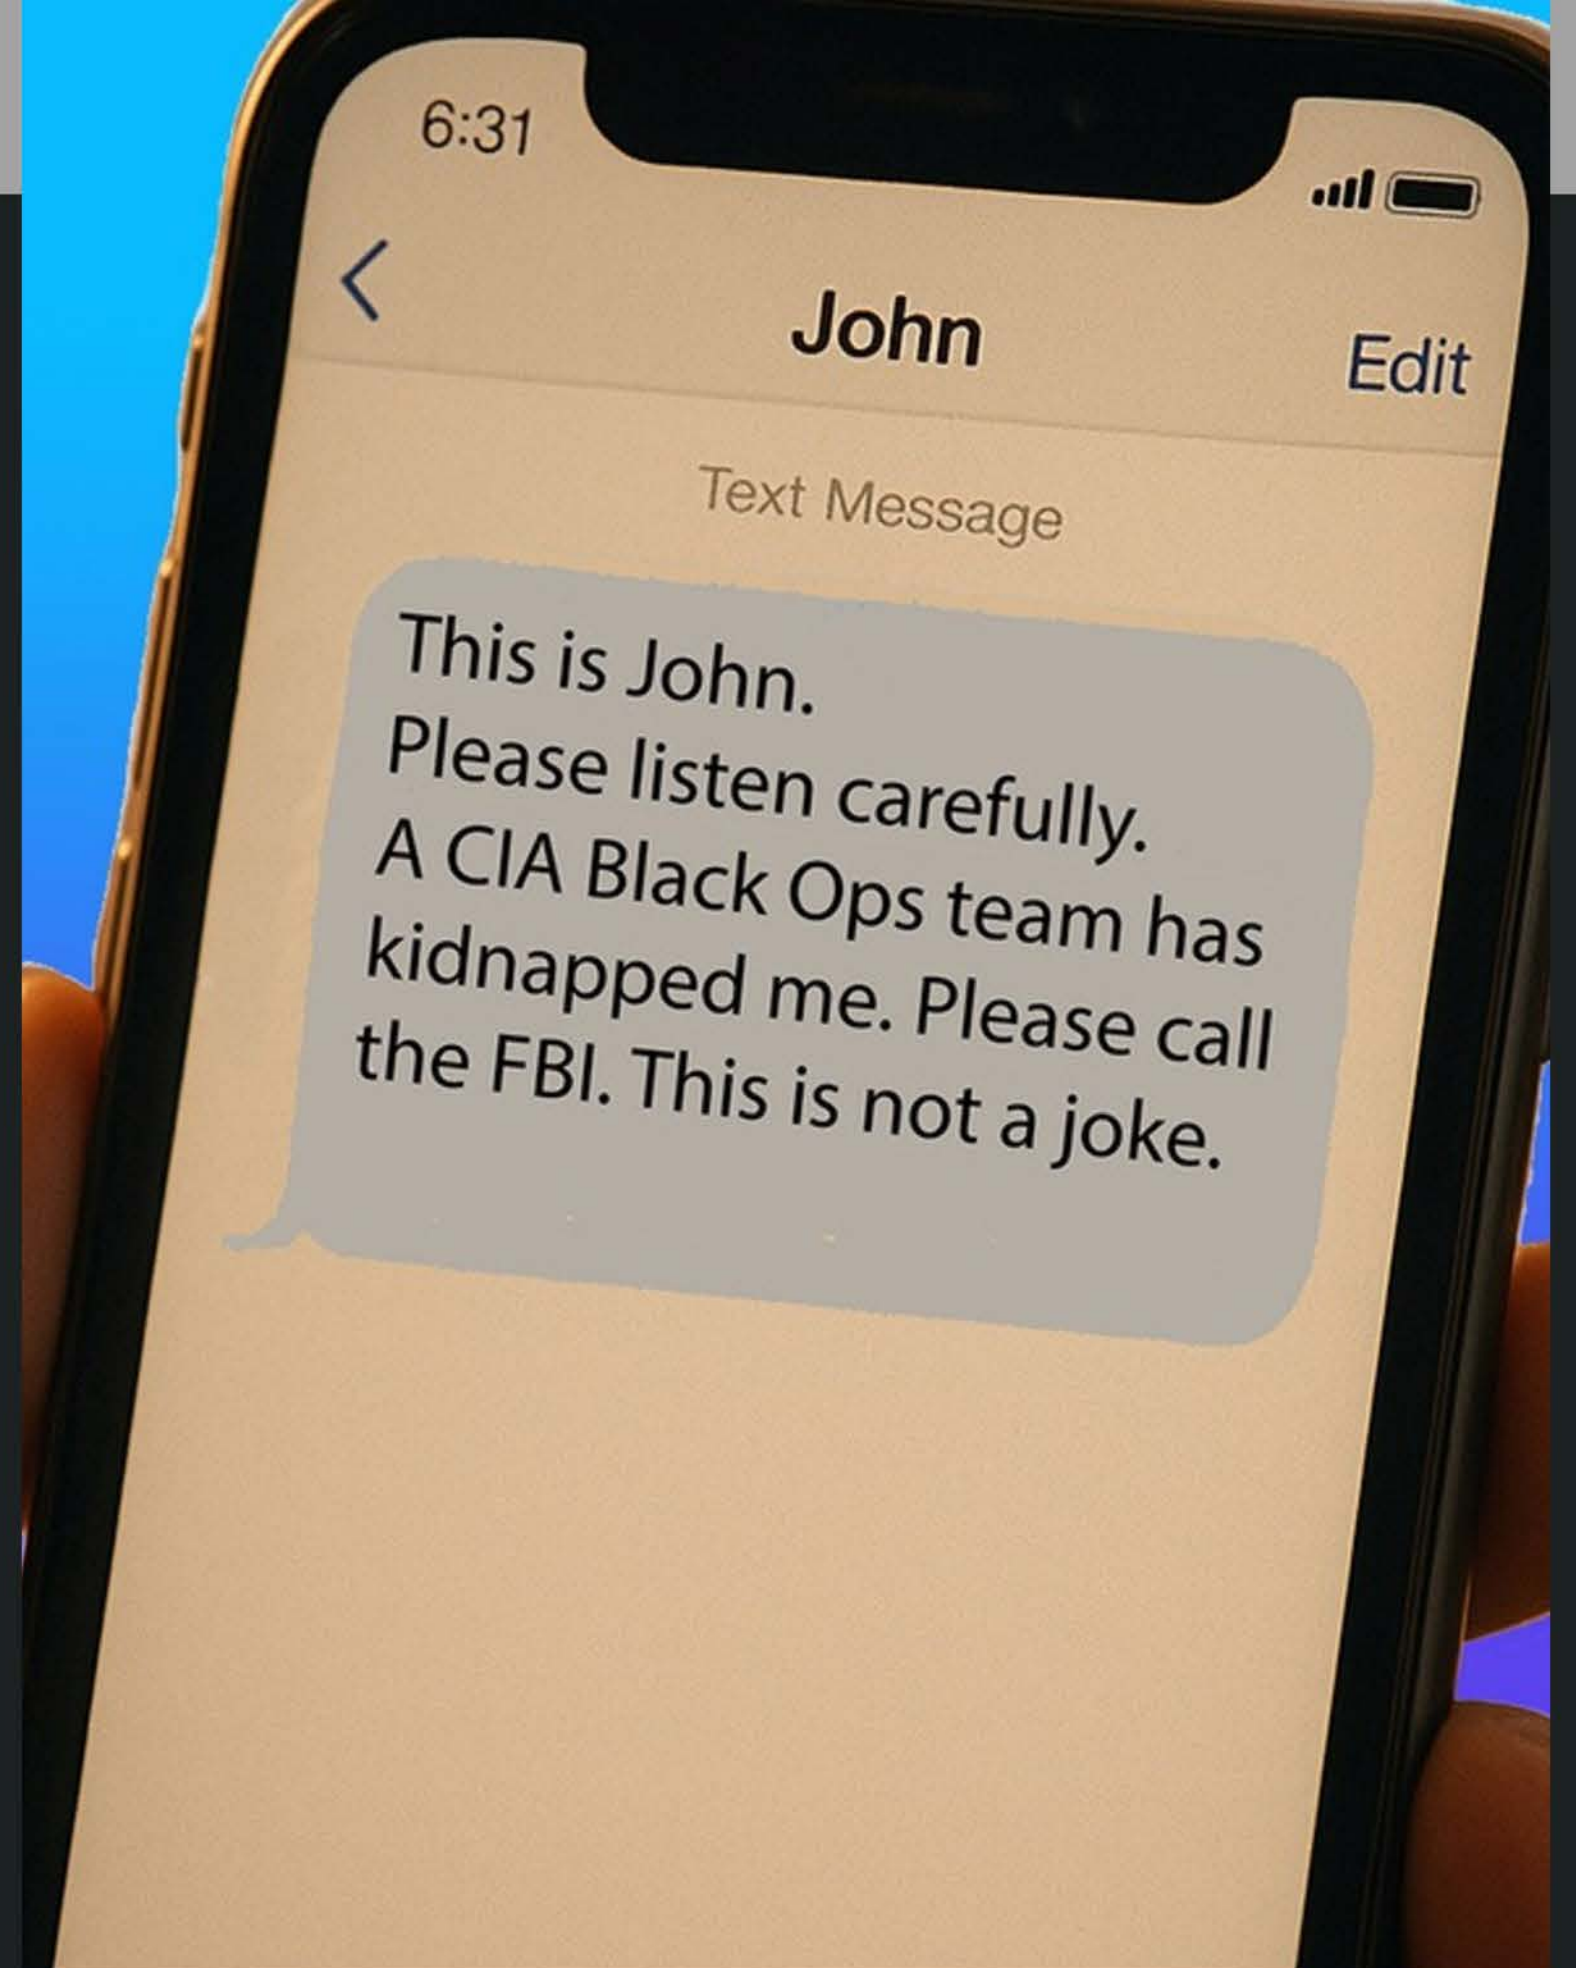 6:31
John
Edit
Text Message
This is John.
Please listen carefully.
A CIA Black Ops team has
kidnapped me. Please call
the FBI. This is not a joke.